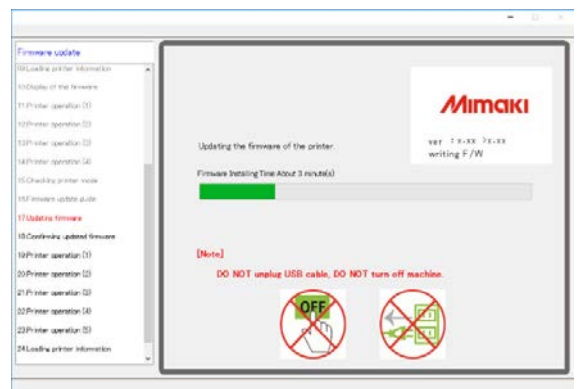 Firmware update
09.Loading printer information
10.Display of the firmware
11.Printer operation (1)
12.Printer operation (2)
13.Printer operation (3)
14.Printer operation (4)
15.Checking printer mode
16.Firmware update guide
17.Updating firmware
18.Confirming updated firmware
19.Printer operation (1)
20.Printer operation (2)
21.Printer operation (3)
22.Printer operation (4)
23.Printer operation (5)
24.Loading printer information
Mimaki
ver
writing F/W
Updating the firmware of the printer.
Firmware Installing Time About 3 minute(s)
[Note]
DO NOT unplug USB cable, DO NOT turn off machine.
OFF